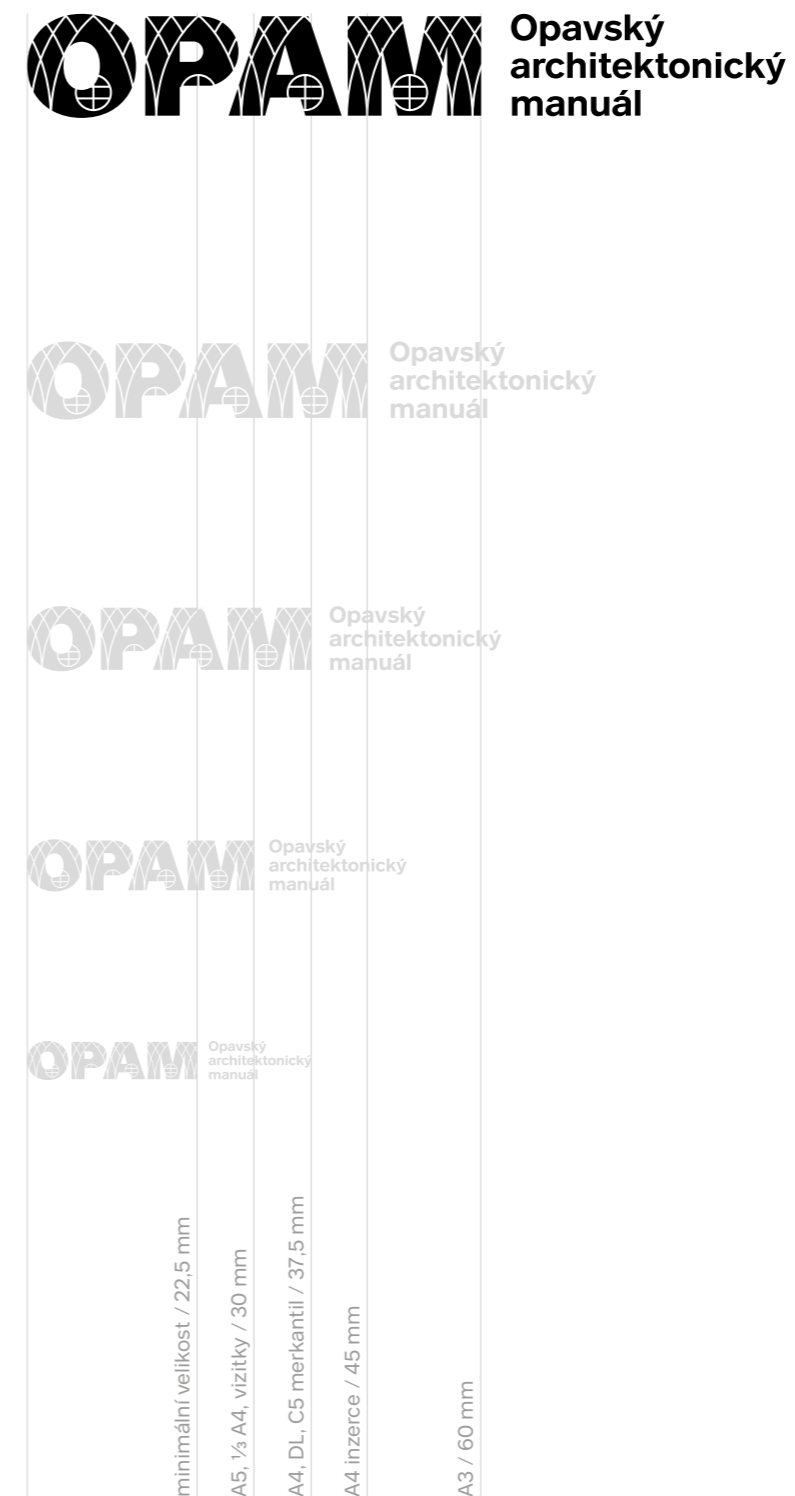 OPAM
Opavský
architektonický
manuál
OPAM
Opavský
architektonický
manuál
OPAM
Opavský
architektonický
manuál
OPAM
Opavský
architektonický
manuál
OPAM
Opavský
architektonický
manuál
minimální velikost / 22,5 mm
A5, ⅓ A4, vizitky / 30 mm
A4, DL, C5 merkantil / 37,5 mm
A4 inzerce / 45 mm
A3 / 60 mm